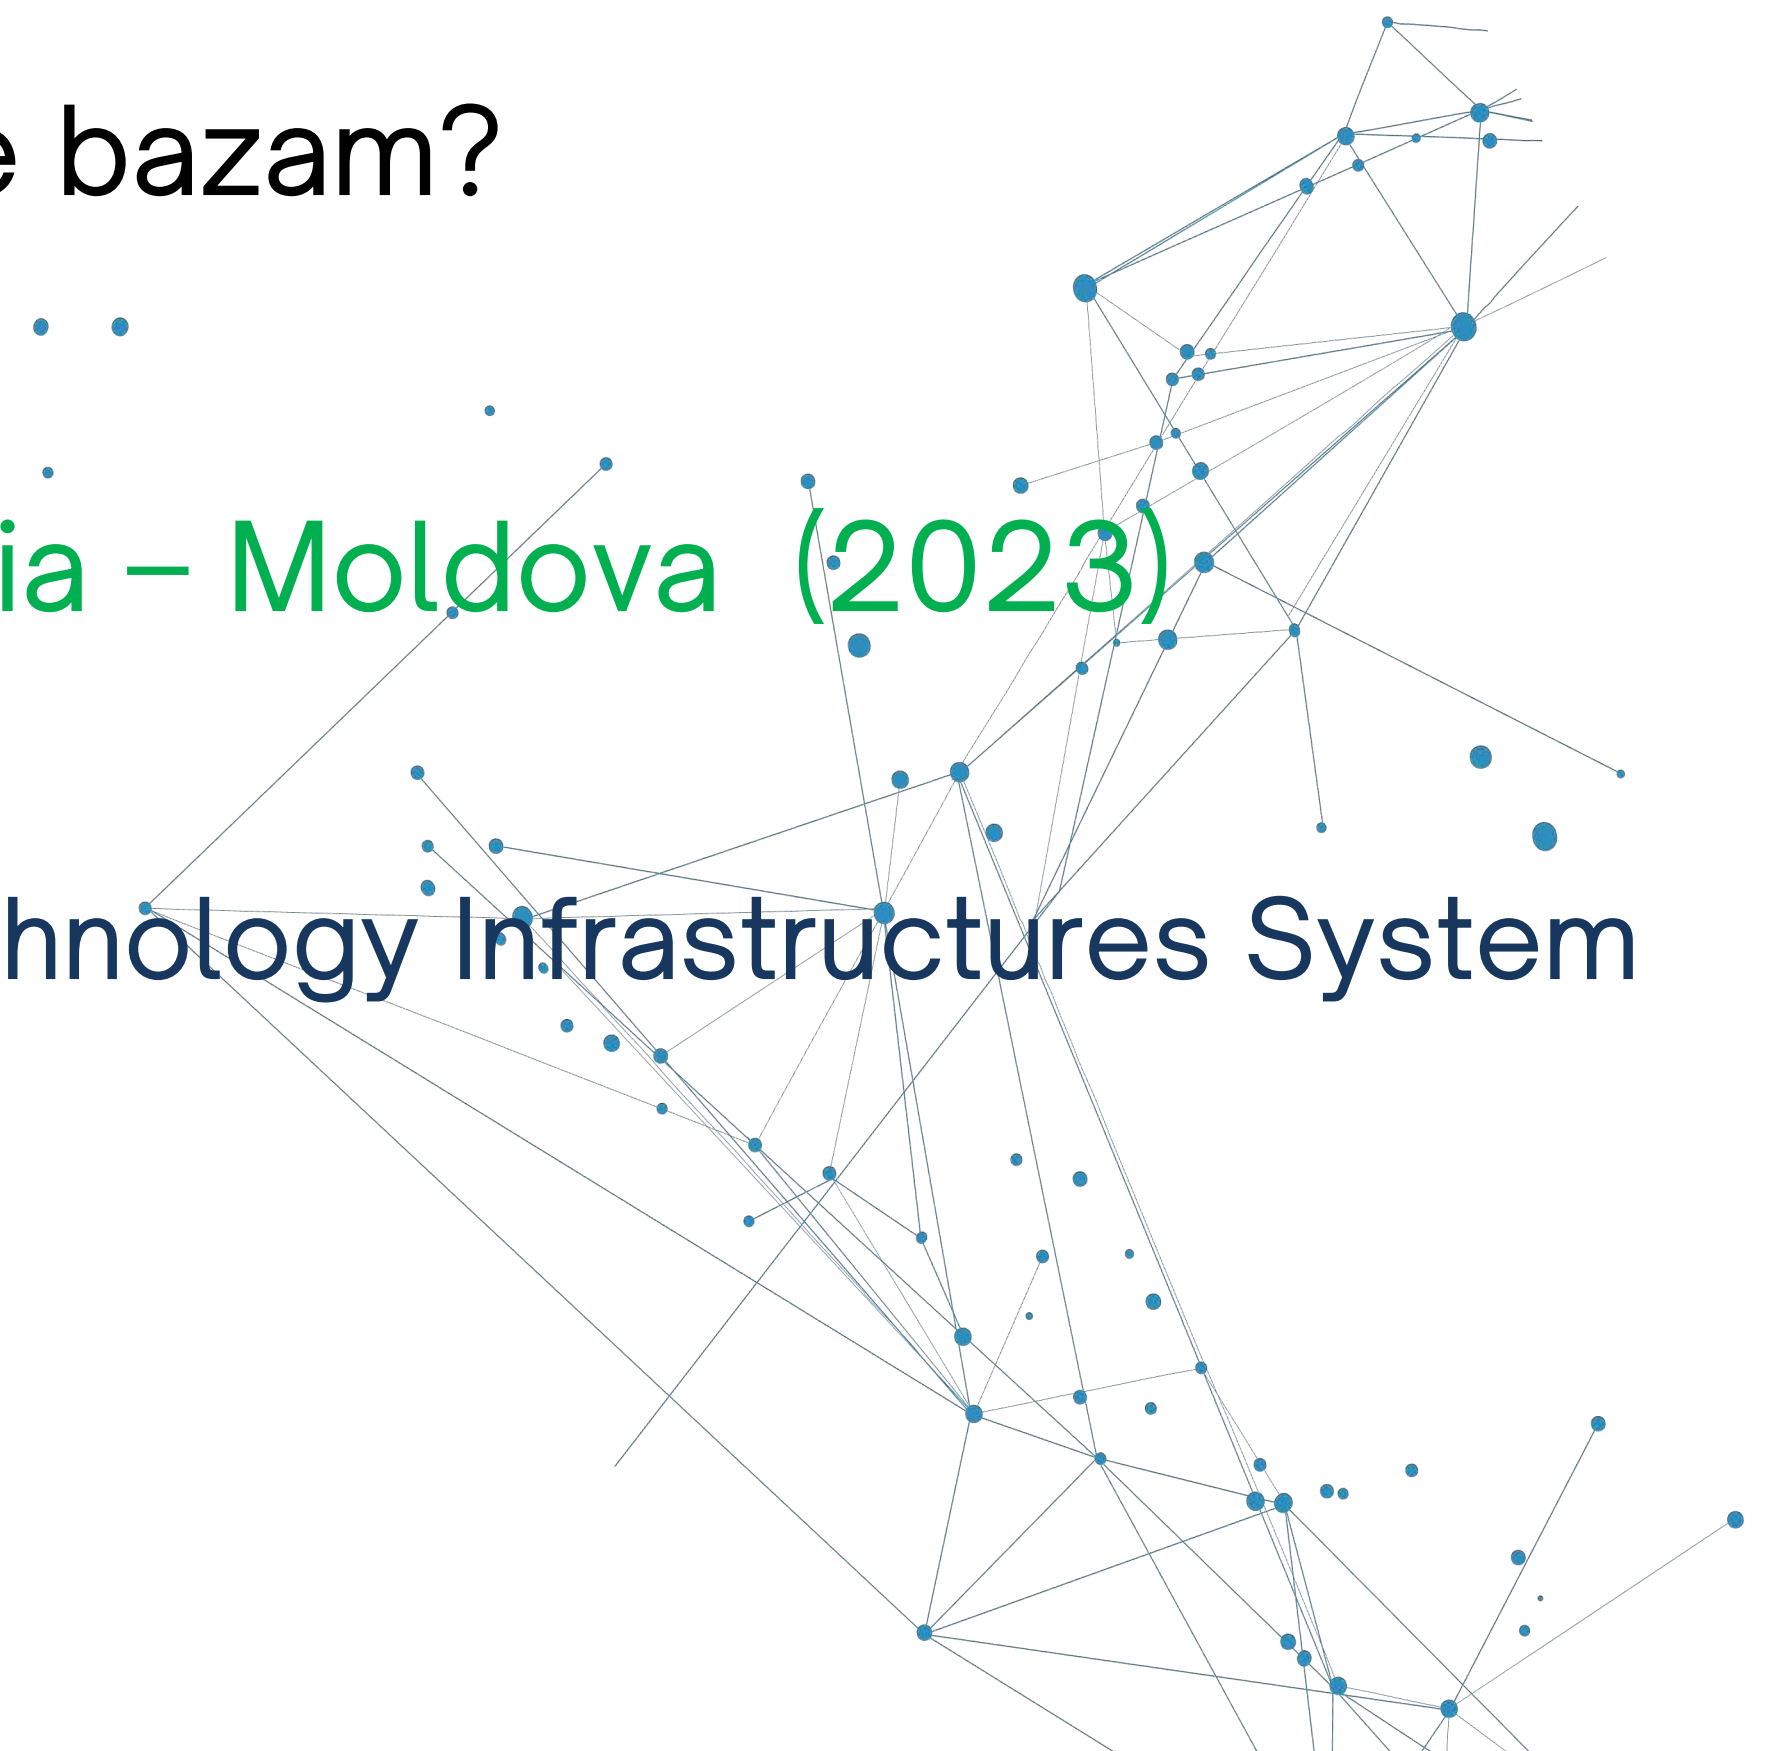 e bazam?
ia – Moldova (2023)
hnology Infrastructures System